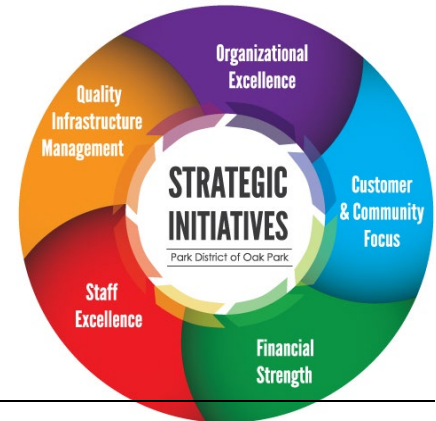 Organizational
Excellence
Quality
Infrastructure
Management
Customer
& Community
Focus
STRATEGIC
INITIATIVES
Park District of Oak Park
Staff
Excellence
Financial
Strength